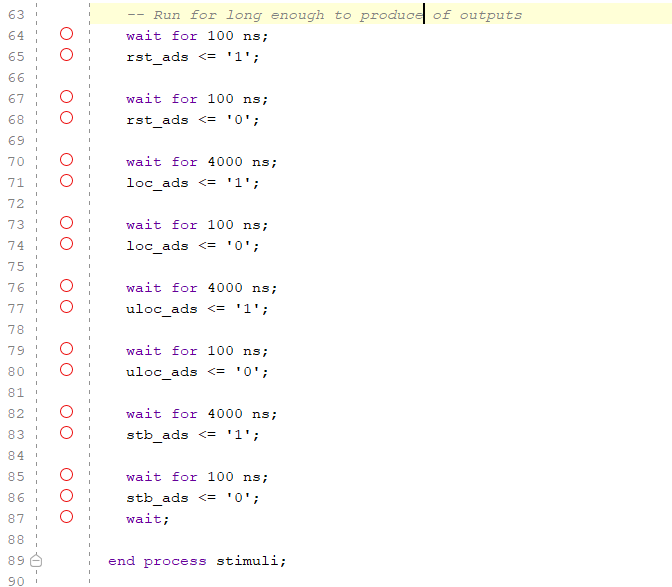 63 -- Run for long enough to produce of outputs
64 wait for 100 ns;
65 rst_ads <= '1';
66
67 wait for 100 ns;
68 rst_ads <= '0';
69
70 wait for 4000 ns;
71 loc_ads <= '1';
72
73 wait for 100 ns;
74 loc_ads <= '0';
75
76 wait for 4000 ns;
77 uloc_ads <= '1';
78
79 wait for 100 ns;
80 uloc_ads <= '0';
81
82 wait for 4000 ns;
83 stb_ads <= '1';
84
85 wait for 100 ns;
86 stb_ads <= '0';
87 wait;
88
89 end process stimuli;
90